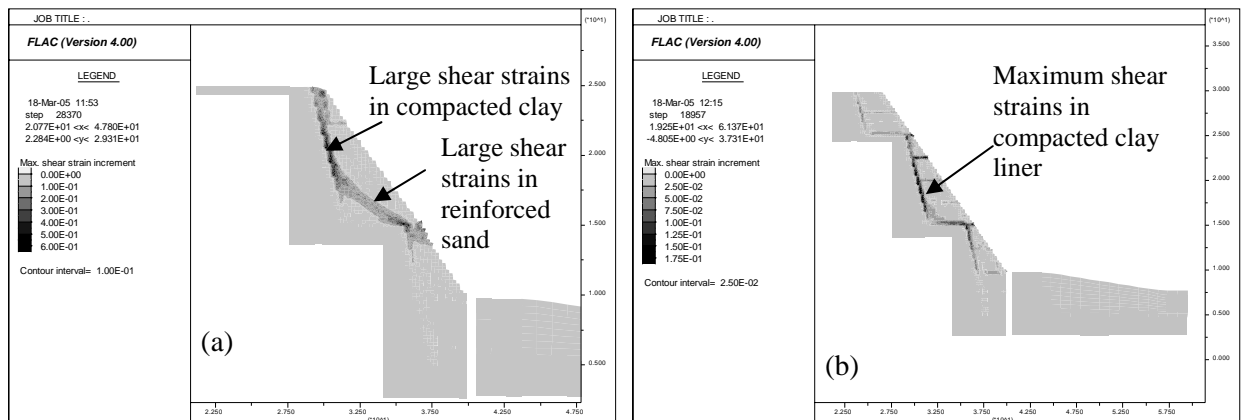 JOB TITLE : .
FLAC (Version 4.00)
LEGEND
18-Mar-05 11:53
step 28370
2.077E+01 <x< 4.780E+01
2.284E+00 <y< 2.931E+01
Max. shear strain increment
0.00E+00
1.00E-01
2.00E-01
3.00E-01
4.00E-01
5.00E-01
6.00E-01
Contour interval= 1.00E-01
Large shear strains
in compacted clay
Large shear
strains in
reinforced
sand
(a)
(*10^1)
2.500
2.000
1.500
1.000
0.500
2.250
2.750
3.250
3.750
4.250
4.750
(*10^1)
JOB TITLE : .
FLAC (Version 4.00)
LEGEND
18-Mar-05 12:15
step 18957
1.925E+01 <x< 6.137E+01
-4.805E+00 <y< 3.731E+01
Max. shear strain increment
0.00E+00
2.50E-02
5.00E-02
7.50E-02
1.00E-01
1.25E-01
1.50E-01
1.75E-01
Contour interval= 2.50E-02
Maximum shear
strains in
compacted clay
liner
(b)
(*10^1)
3.500
3.000
2.500
2.000
1.500
1.000
0.500
0.000
2.250
2.750
3.250
3.750
4.250
4.750
5.250
5.750
(*10^1)